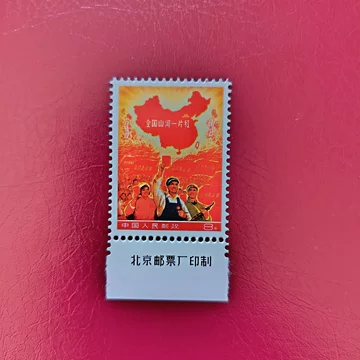 全国山河一片红
中国人民邮政 8分
北京邮票厂印制